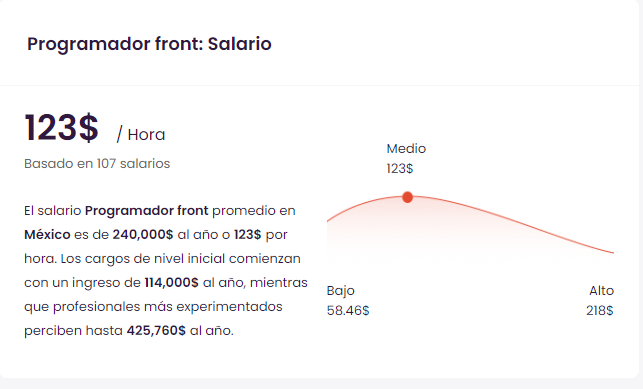 Programador front: Salario
123$ / Hora
Basado en 107 salarios
El salario Programador front promedio en
México es de 240,000$ al año o 123$ por
hora. Los cargos de nivel inicial comienzan
con un ingreso de 114,000$ al año, mientras
que profesionales más experimentados
perciben hasta 425,760$ al año.
Medio
123$
Bajo
58.46$
Alto
218$